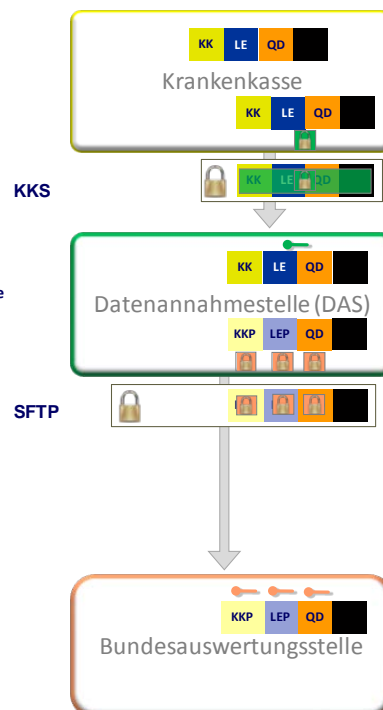 KK LE QD
Krankenkasse
KK LE QD
KKS
KK LE QD
KK LE QD
e
Datenannahmestelle (DAS)
KKP LEP QD
SFTP
KKP LEP QD
Bundesauswertungsstelle